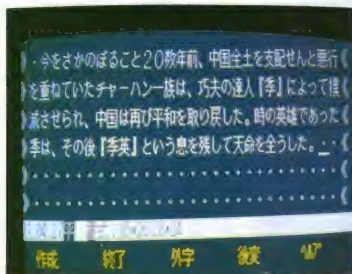 ・今をさかのぼること20数年前、中国全土を支配せんと悪行
を重ねていたチャーハン一族は、巧夫の達人『李』によって撲
滅させられ、中国は再び平和を取り戻した。時の英雄であった
李は、その後『李英』という息を残して天命を全うした。_
作成 終了 外字 後変 ヘルプ